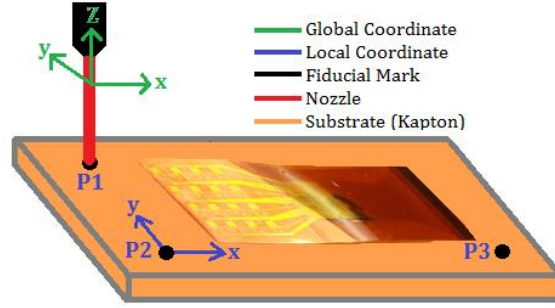 z
y
x
Global Coordinate
Local Coordinate
Fiducial Mark
Nozzle
Substrate (Kapton)
P1
y
P2
x
P3